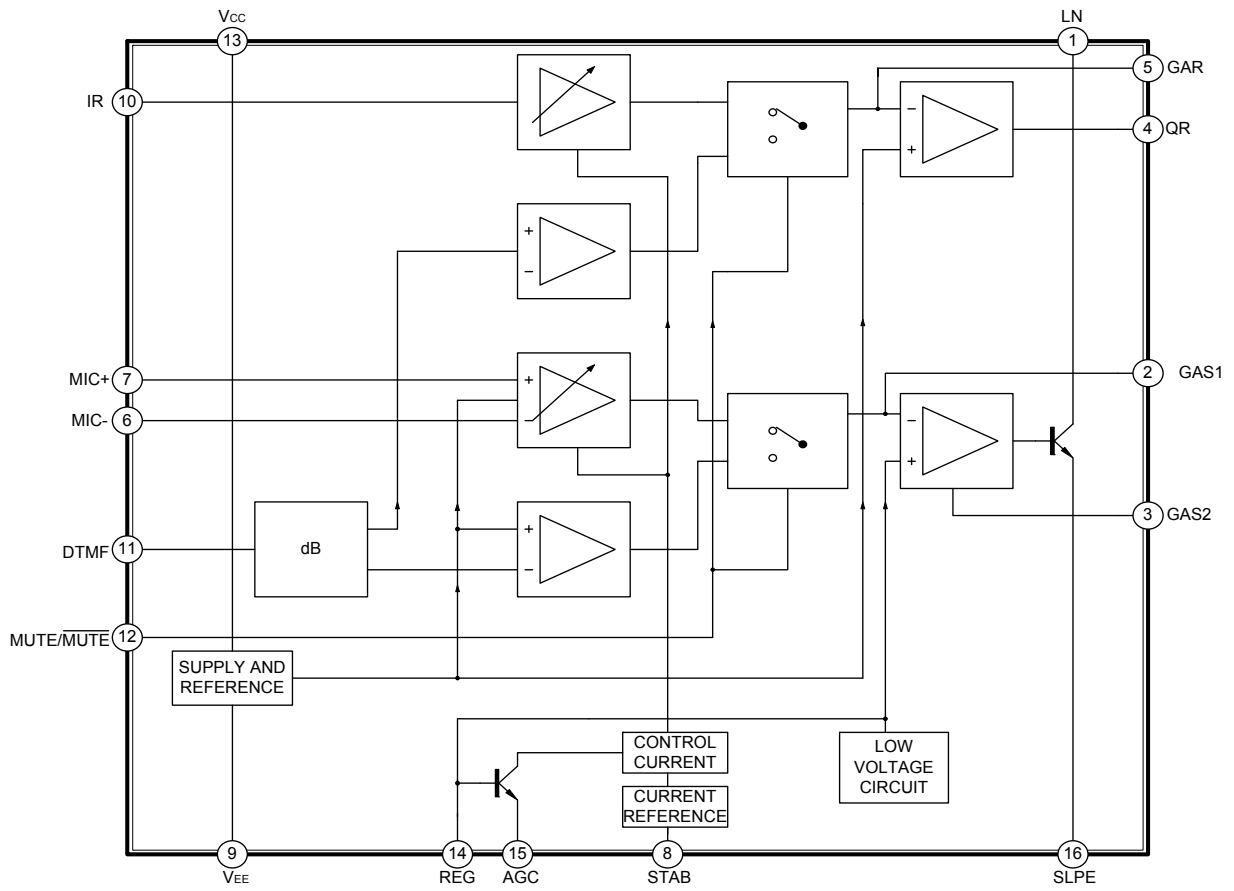 VCC
LN
13
1
5 GAR
IR 10
4 QR
−
+
+
−
MIC+ 7
+
2 GAS1
MIC- 6
−
−
+
3 GAS2
DTMF 11
dB
+
−
MUTE/MUTE 12
SUPPLY AND
REFERENCE
CONTROL
CURRENT
LOW
VOLTAGE
CIRCUIT
CURRENT
REFERENCE
9
14
15
8
16
VEE
REG
AGC
STAB
SLPE